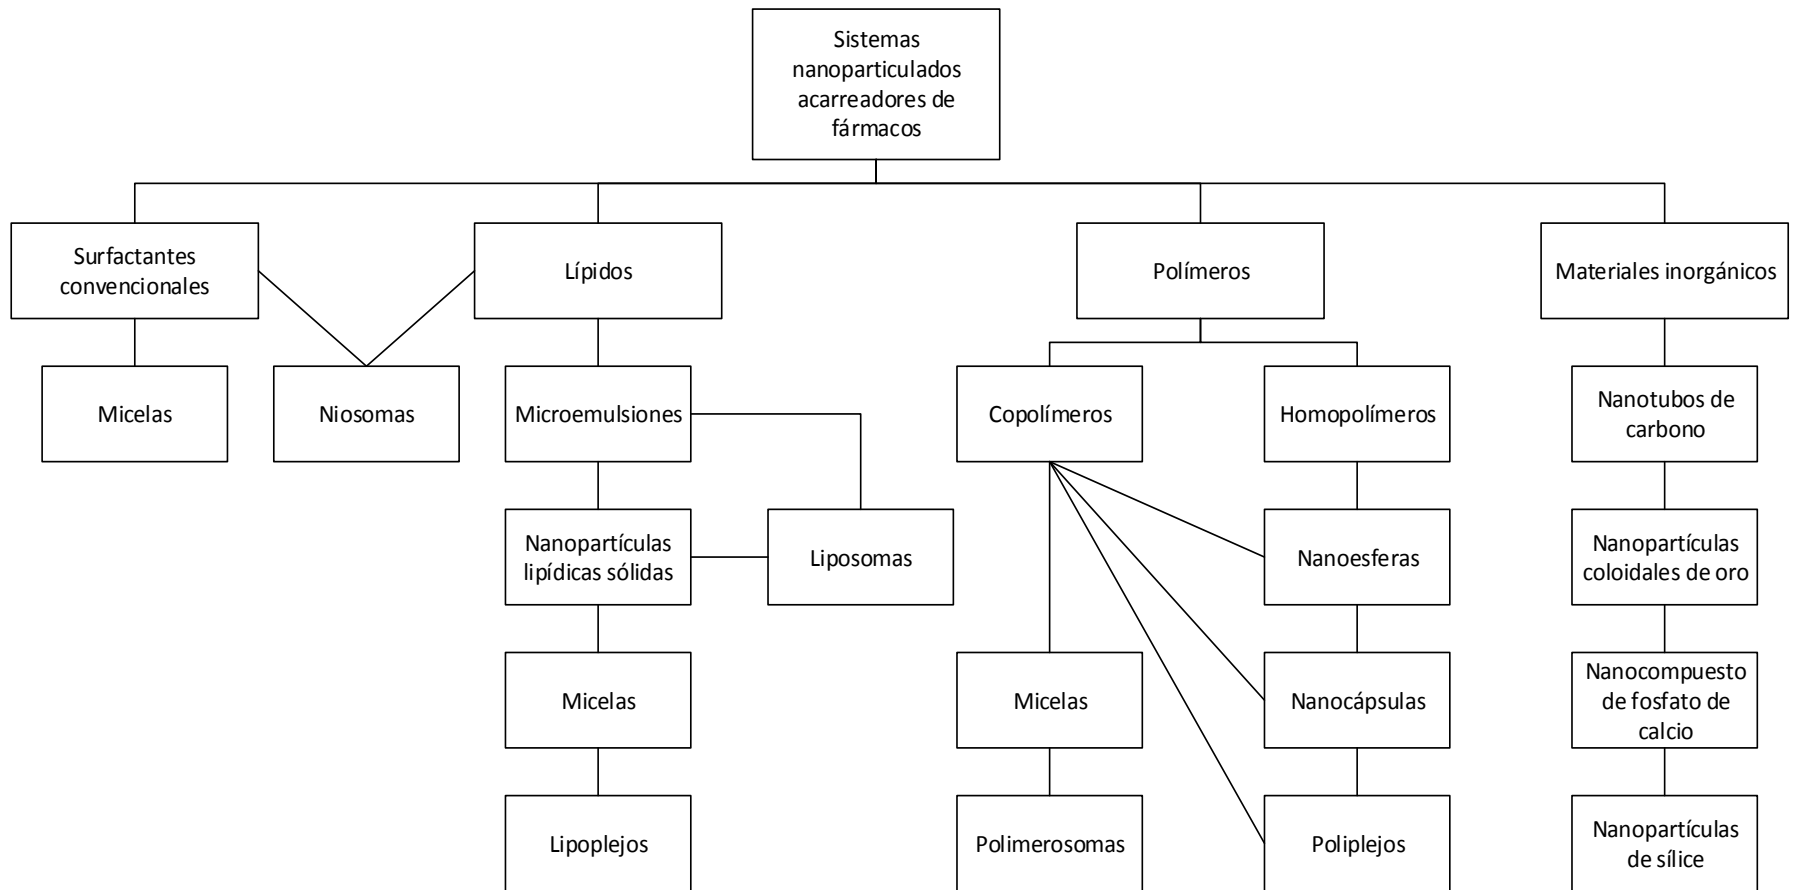 Sistemas
nanoparticulados
acarreadores de
fármacos
Surfactantes
convencionales
Lípidos
Polímeros
Materiales inorgánicos
Micelas
Niosomas
Microemulsiones
Copolímeros
Homopolímeros
Nanotubos de
carbono
Nanopartículas
lipídicas sólidas
Liposomas
Nanoesferas
Nanopartículas
coloidales de oro
Micelas
Micelas
Nanocápsulas
Nanocompuesto
de fosfato de
calcio
Lipoplejos
Polimerosomas
Poliplejos
Nanopartículas
de sílice